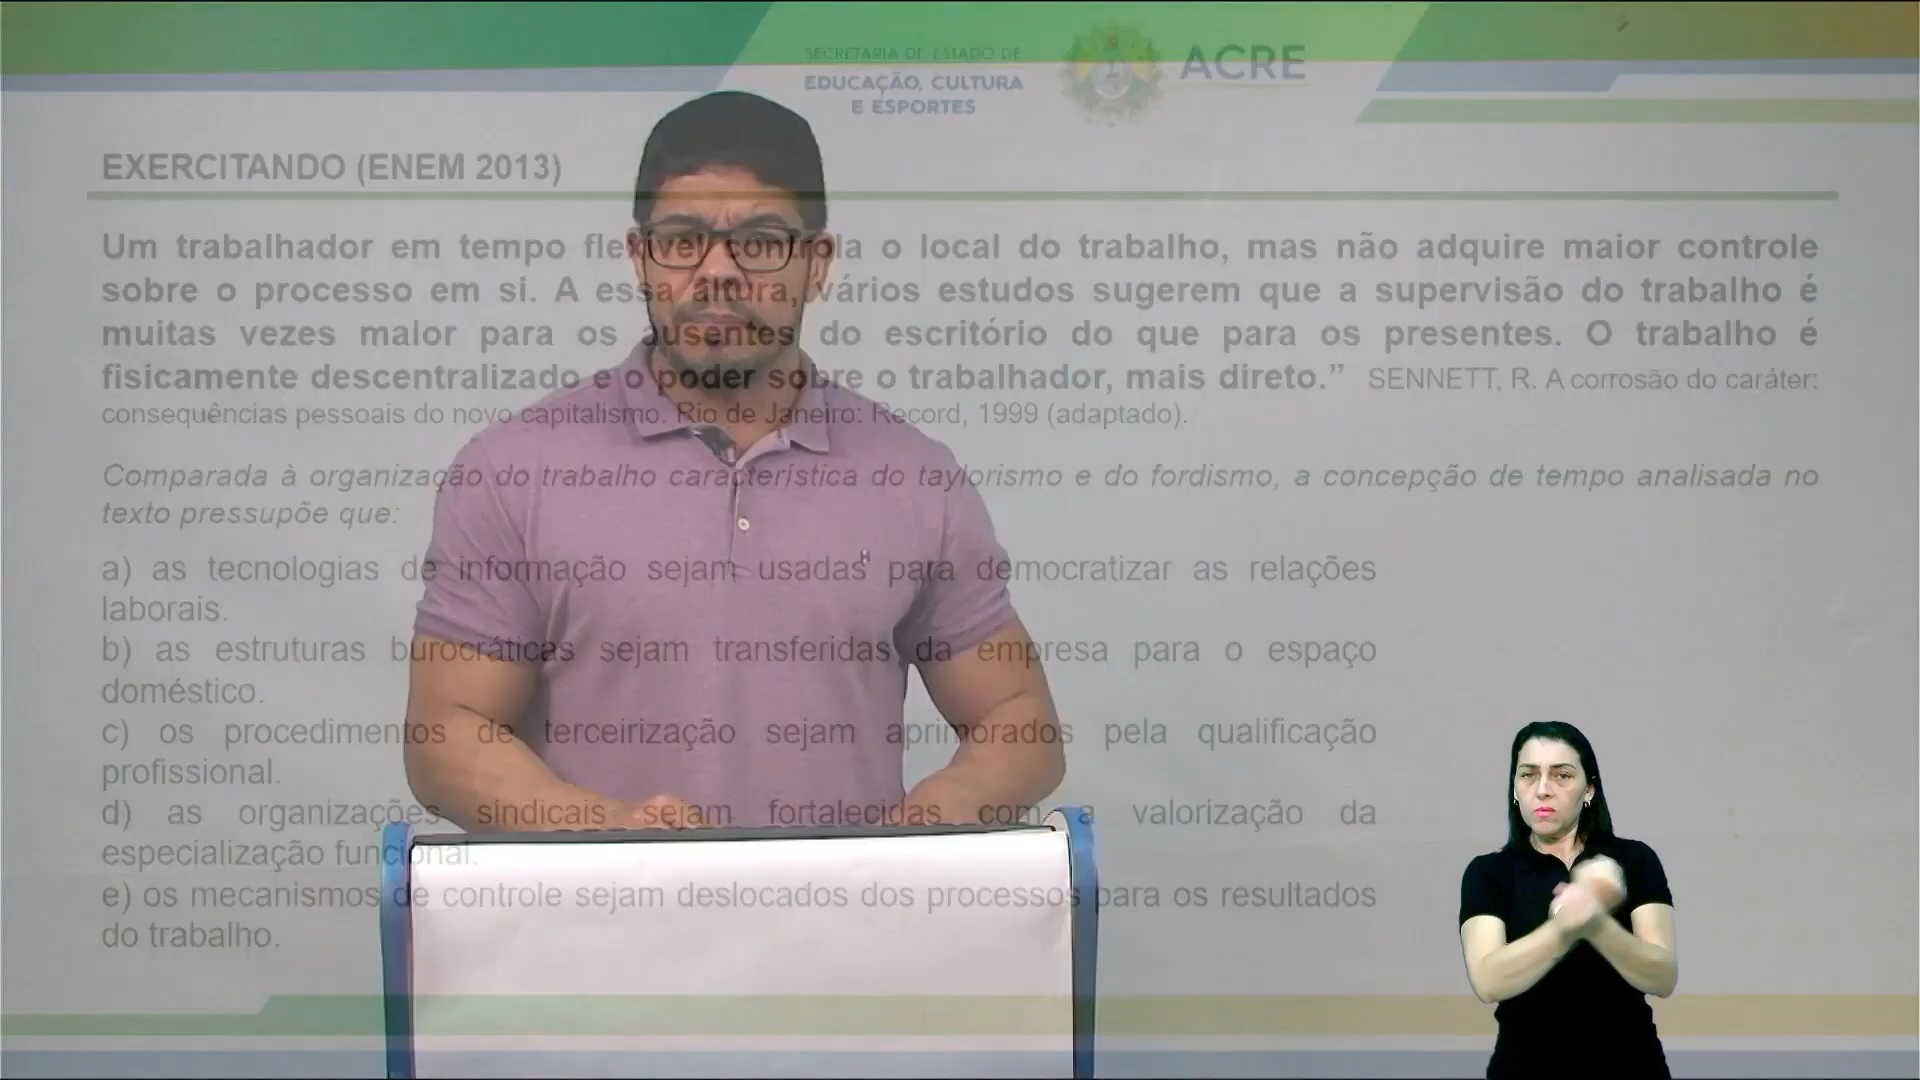 SECRETARIA DE ESTADO DE
EDUCAÇÃO, CULTURA
E ESPORTES
ACRE
EXERCITANDO (ENEM 2013)
Um trabalhador em tempo flexível controla o local do trabalho, mas não adquire maior controle
sobre o processo em si. A essa altura, vários estudos sugerem que a supervisão do trabalho é
muitas vezes maior para os ausentes do escritório do que para os presentes. O trabalho é
fisicamente descentralizado e o poder sobre o trabalhador, mais direto.” SENNETT, R. A corrosão do caráter:
consequências pessoais do novo capitalismo. Rio de Janeiro: Record, 1999 (adaptado).
Comparada à organização do trabalho característica do taylorismo e do fordismo, a concepção de tempo analisada no
texto pressupõe que:
a) as tecnologias de informação sejam usadas para democratizar as relações
laborais.
b) as estruturas burocráticas sejam transferidas da empresa para o espaço
doméstico.
c) os procedimentos de terceirização sejam aprimorados pela qualificação
profissional.
d) as organizações sindicais sejam fortalecidas com a valorização da
especialização funcional.
e) os mecanismos de controle sejam deslocados dos processos para os resultados
do trabalho.